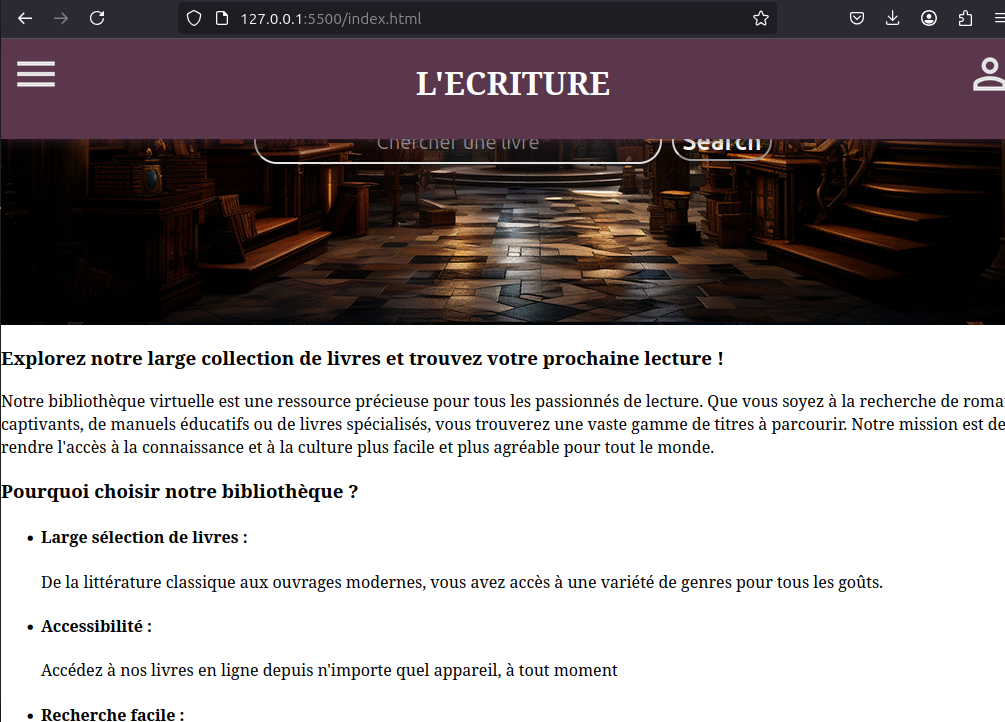 127.0.0.1:5500/index.html
L'ECRITURE
Chercher une livre
Search
Explorez notre large collection de livres et trouvez votre prochaine lecture !
Notre bibliothèque virtuelle est une ressource précieuse pour tous les passionnés de lecture. Que vous soyez à la recherche de
captivants, de manuels éducatifs ou de livres spécialisés, vous trouverez une vaste gamme de titres à parcourir. Notre mission est de
rendre l'accès à la connaissance et à la culture plus facile et plus agréable pour tout le monde.
Pourquoi choisir notre bibliothèque ?
• Large sélection de livres :
De la littérature classique aux ouvrages modernes, vous avez accès à une variété de genres pour tous les goûts.
• Accessibilité :
Accédez à nos livres en ligne depuis n'importe quel appareil, à tout moment
• Recherche facile :